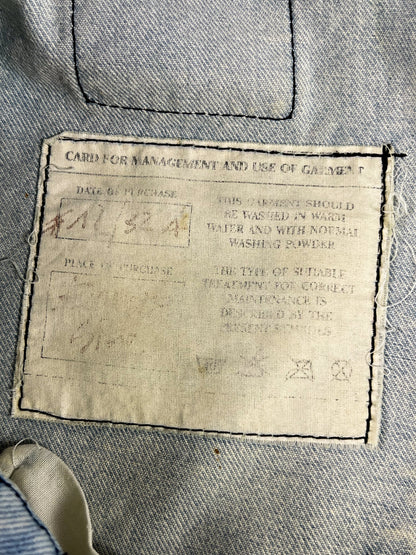 CARD FOR MANAGEMENT AND USE OF GARMENT
DATE OF PURCHASE
THIS GARMENT SHOULD
BE WASHED IN WARM
WATER AND WITH NORMAL
WASHING POWDER
PLACE OF PURCHASE
THE TYPE OF SUITABLE
TREATMENT FOR CORRECT
MAINTENANCE IS
DESCRIBED BY THE
PRESENT SYMBOLS